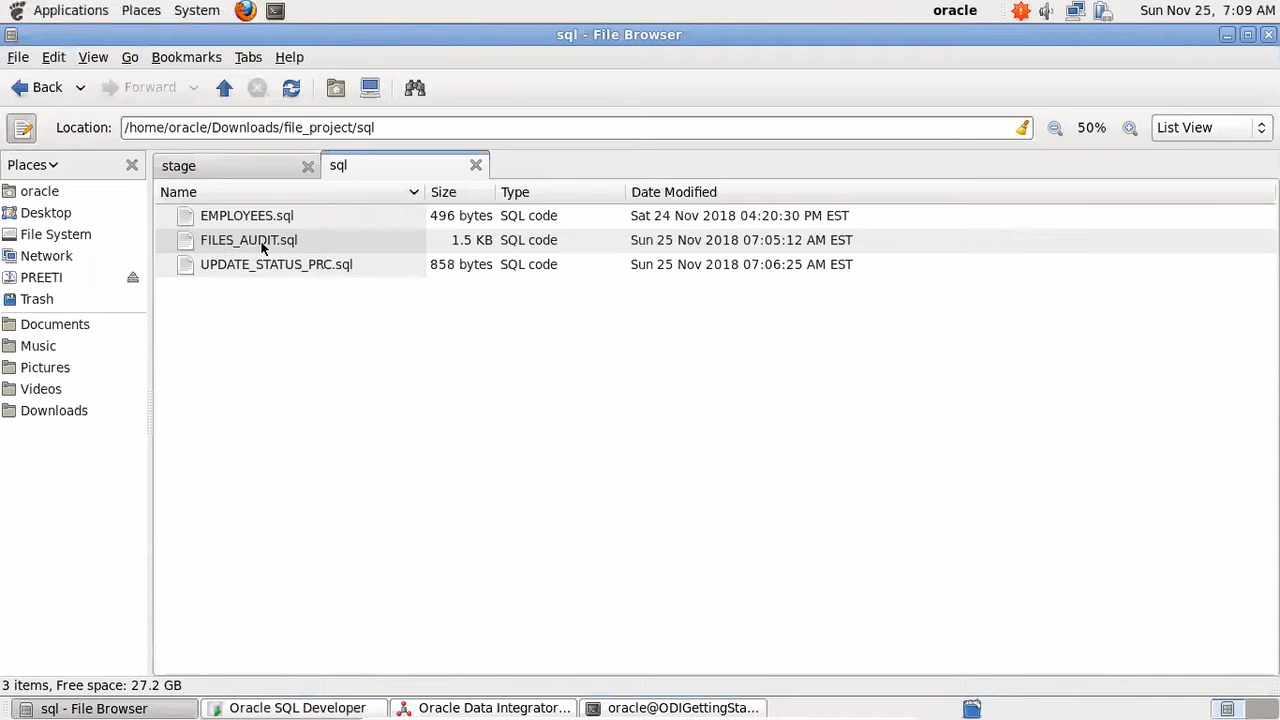 Applications Places System oracle Sun Nov 25, 7:09 AM
sql - File Browser
File Edit View Go Bookmarks Tabs Help
Back Forward
Location: /home/oracle/Downloads/file_project/sql 50% List View
Places stage sql
Name Size Type Date Modified
oracle
Desktop
File System
Network
PREETI
Trash
Documents
Music
Pictures
Videos
Downloads
EMPLOYEES.sql 496 bytes SQL code Sat 24 Nov 2018 04:20:30 PM EST
FILES_AUDIT.sql 1.5 KB SQL code Sun 25 Nov 2018 07:05:12 AM EST
UPDATE_STATUS_PRC.sql 858 bytes SQL code Sun 25 Nov 2018 07:06:25 AM EST
3 items, Free space: 27.2 GB
sql - File Browser Oracle SQL Developer Oracle Data Integrator... oracle@ODIGettingSta...